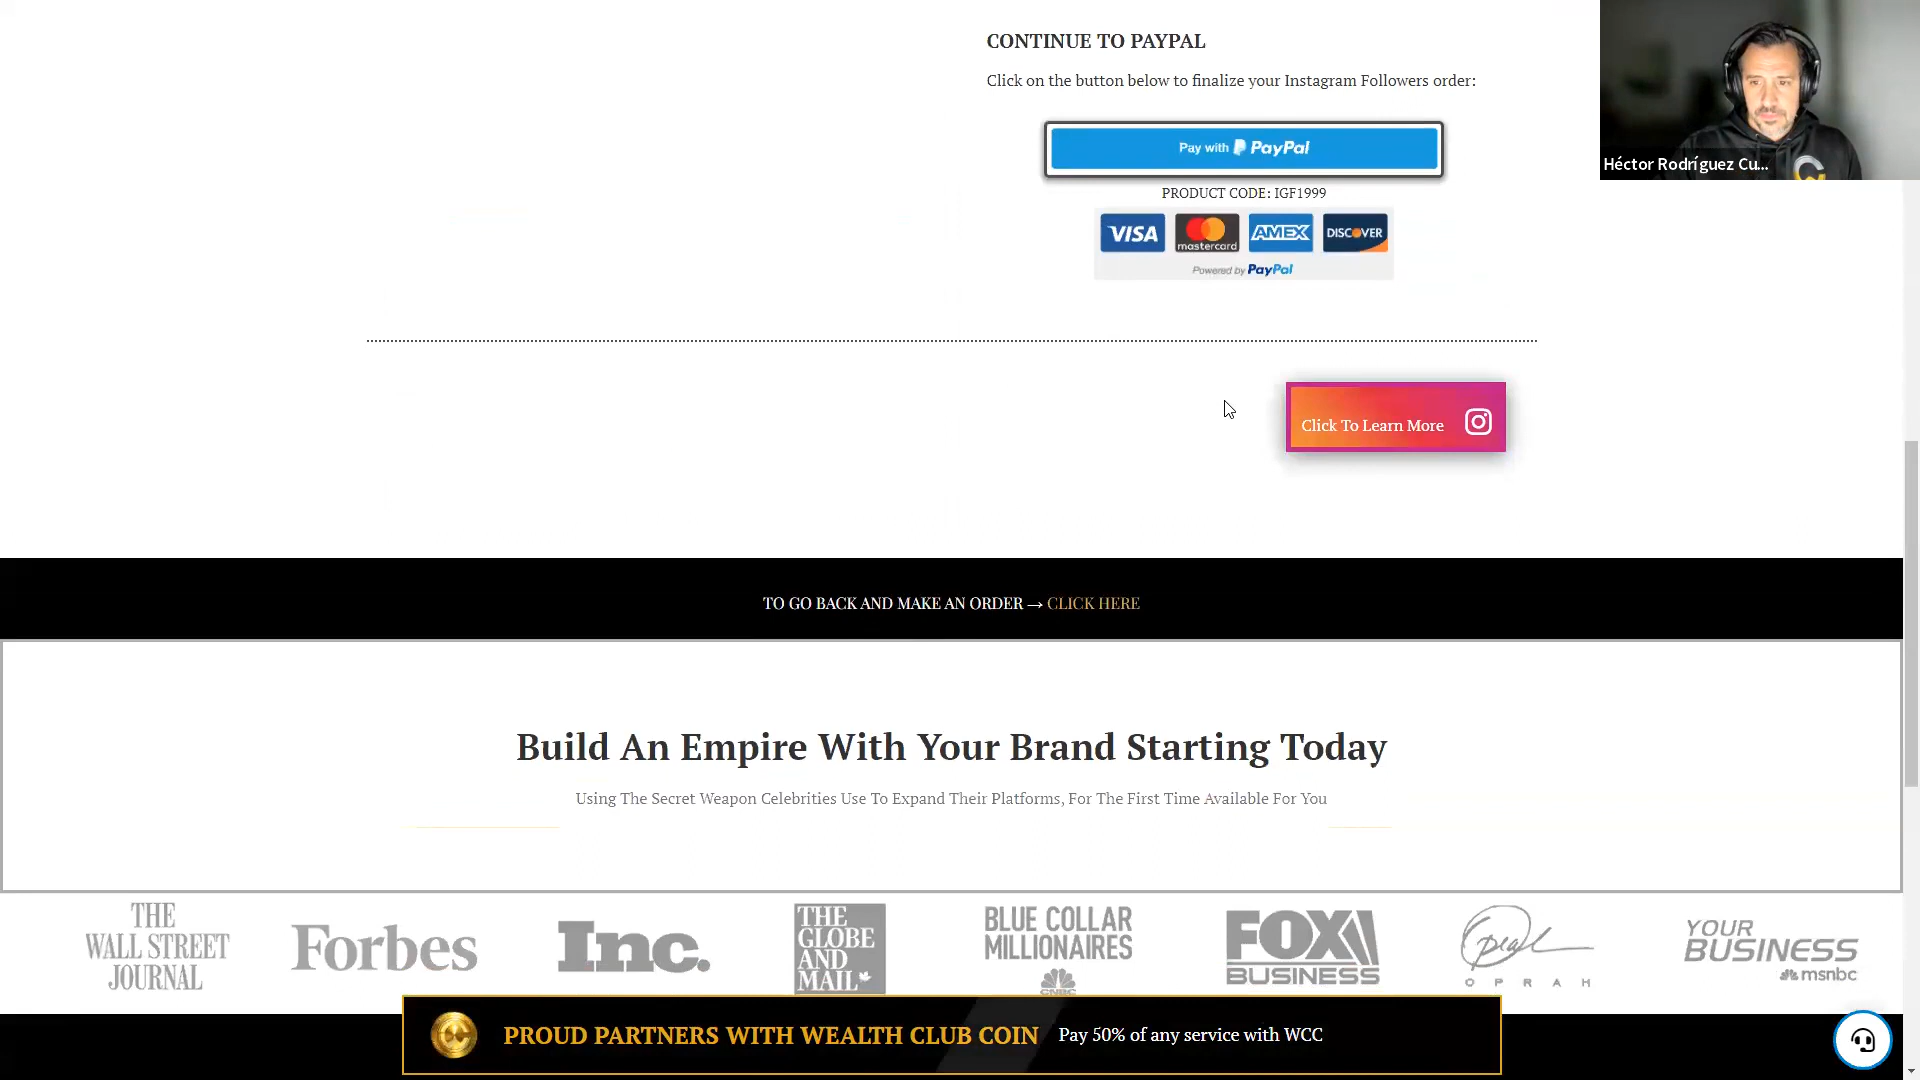 CONTINUE TO PAYPAL
Click on the button below to finalize your Instagram Followers order:
Pay with PayPal
PRODUCT CODE: IGF1999
VISA mastercard AMEX DISCOVER
Powered by PayPal
Héctor Rodríguez Cu...
Click To Learn More
TO GO BACK AND MAKE AN ORDER → CLICK HERE
Build An Empire With Your Brand Starting Today
Using The Secret Weapon Celebrities Use To Expand Their Platforms, For The First Time Available For You
THE
WALL STREET
JOURNAL
Forbes
Inc.
THE
GLOBE
AND
MAIL
BLUE COLLAR
MILLIONAIRES
CNBC
FOX
BUSINESS
Oprah
OPRAH
YOUR
BUSINESS
msnbc
PROUD PARTNERS WITH WEALTH CLUB COIN Pay 50% of any service with WCC